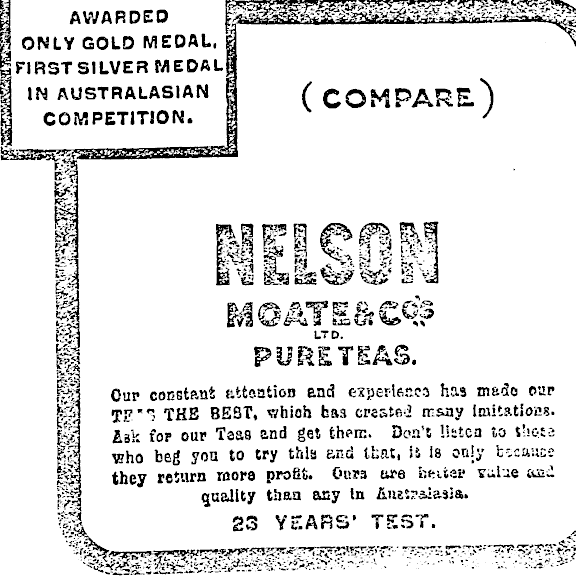 AWARDED
ONLY GOLD MEDAL,
FIRST SILVER MEDAL
IN AUSTRALASIAN
COMPETITION.
(COMPARE)
NELSON
MOATE & CO'S
LTD.
PURE TEAS.
Our constant attention and experience has made our
THE BEST, which has created many imitations.
Ask for our Teas and get them. Don't listen to those
who beg you to try this and that, it is only because
they return more profit. Ours are better value and
quality than any in Australasia.
23 YEARS' TEST.